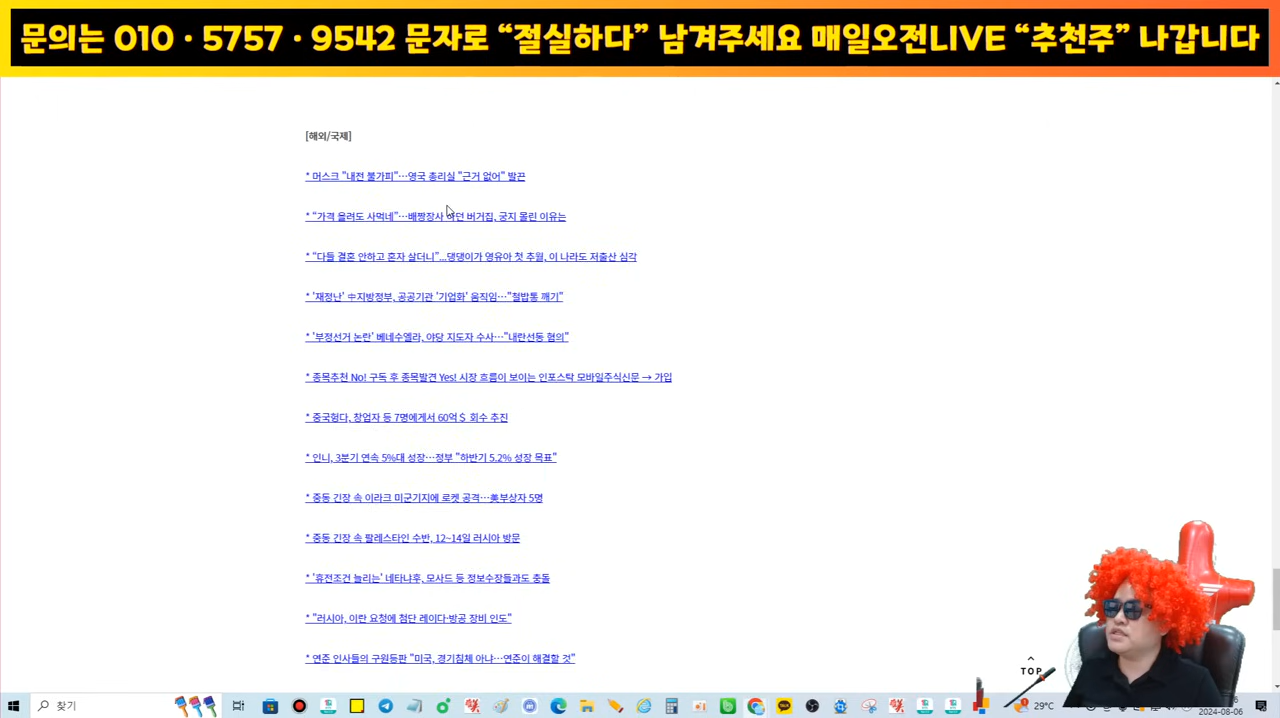 문의는 010 · 5757 · 9542 문자로 “절실하다” 남겨주세요 매일오전LIVE “추천주” 나갑니다
[해외/국제]
* 머스크 "내전 불가피"…영국 총리실 "근거 없어" 발끈
* “가격 올려도 사먹네”…배짱장사 던 버거집, 궁지 몰린 이유는
* “다들 결혼 안하고 혼자 살더니”...댕댕이가 영유아 첫 추월, 이 나라도 저출산 심각
* '재정난' 中지방정부, 공공기관 '기업화' 움직임…"철밥통 깨기"
* '부정선거 논란' 베네수엘라, 야당 지도자 수사…"내란선동 혐의"
* 종목추천 No! 구독 후 종목발견 Yes! 시장 흐름이 보이는 인포스탁 모바일주식신문 → 가입
* 중국헝다, 창업자 등 7명에게서 60억$ 회수 추진
* 인니, 3분기 연속 5%대 성장…정부 "하반기 5.2% 성장 목표"
* 중동 긴장 속 이라크 미군기지에 로켓 공격…美부상자 5명
* 중동 긴장 속 팔레스타인 수반, 12~14일 러시아 방문
* '휴전조건 늘리는' 네타냐후, 모사드 등 정보수장들과도 충돌
* "러시아, 이란 요청에 첨단 레이다·방공 장비 인도"
* 연준 인사들의 구원등판 "미국, 경기침체 아냐…연준이 해결할 것"
TOP
찾기
29°C
2024-08-06